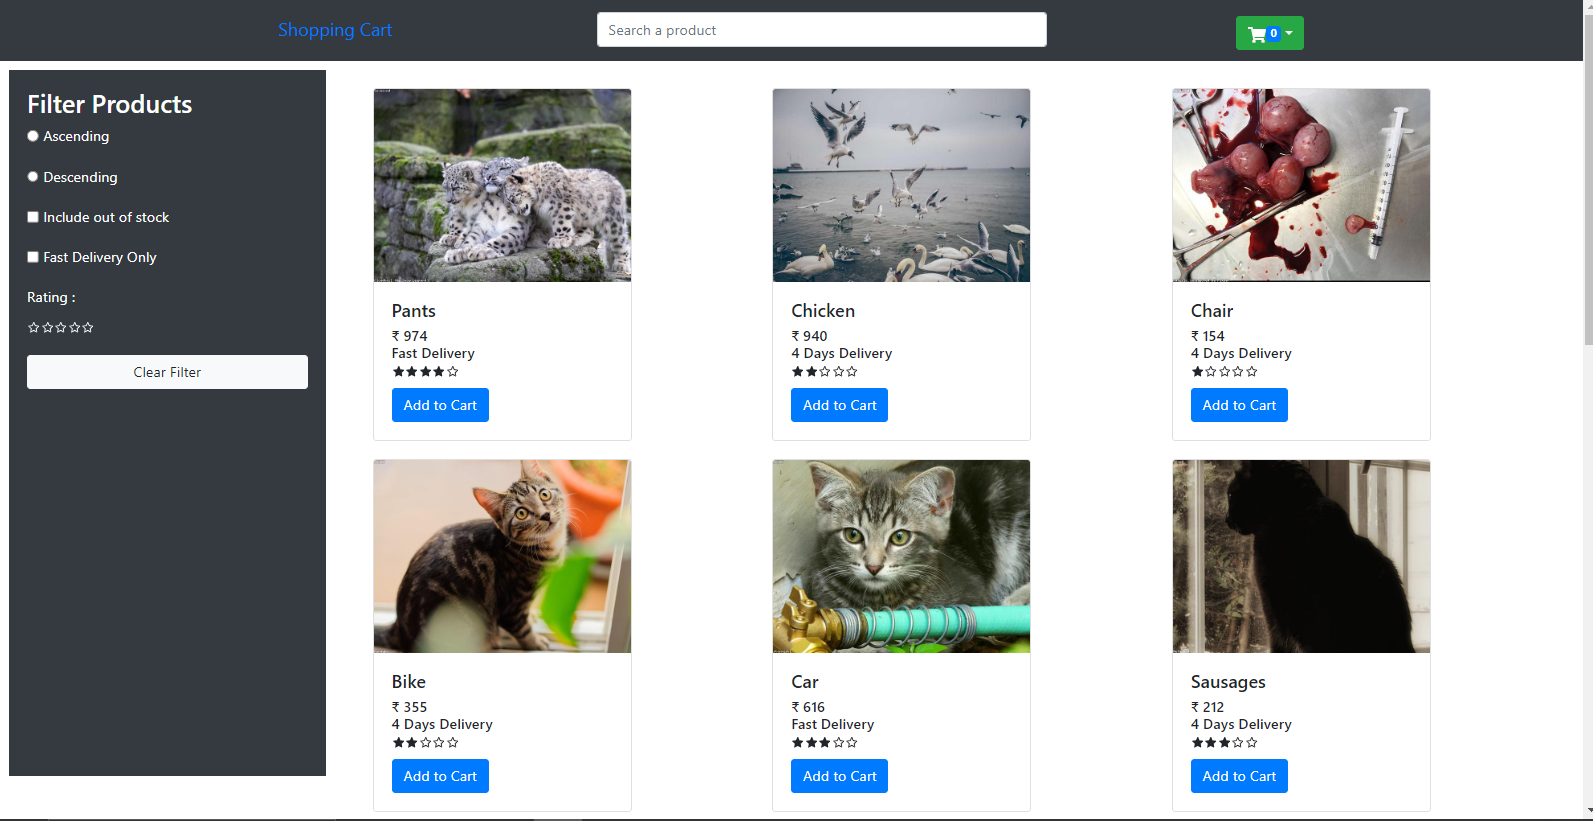 Shopping Cart
Search a product
0
Filter Products
Ascending
Descending
Include out of stock
Fast Delivery Only
Rating :
Clear Filter
Pants
₹ 974
Fast Delivery
Add to Cart
Chicken
₹ 940
4 Days Delivery
Add to Cart
Chair
₹ 154
4 Days Delivery
Add to Cart
Bike
₹ 355
4 Days Delivery
Add to Cart
Car
₹ 616
Fast Delivery
Add to Cart
Sausages
₹ 212
4 Days Delivery
Add to Cart